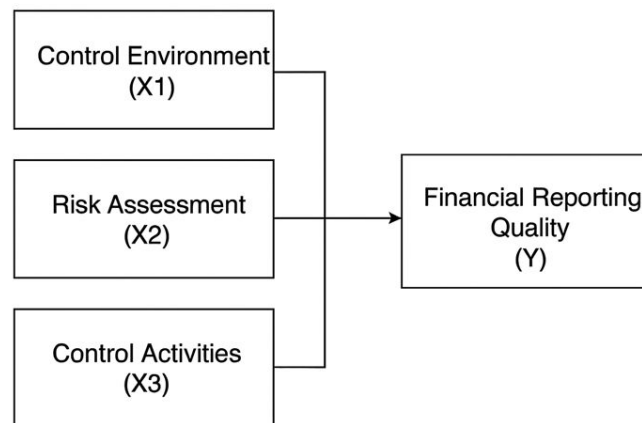 Control Environment
(X1)
Risk Assessment
(X2)
Control Activities
(X3)
Financial Reporting
Quality
(Y)